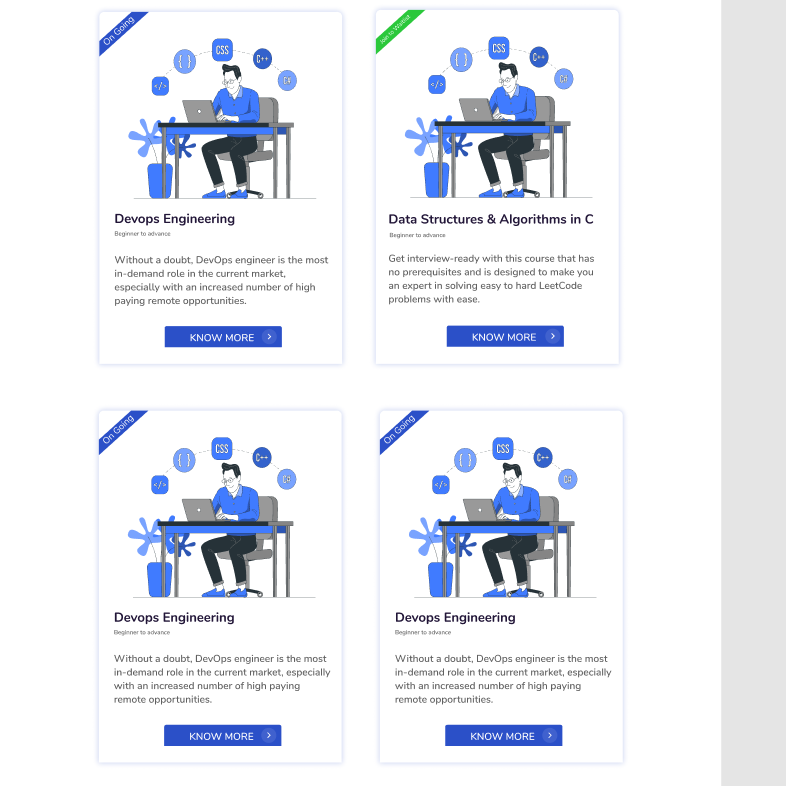 On Going
{ }
CSS
C++
</>
C#
Devops Engineering
Beginner to advance
Without a doubt, DevOps engineer is the most
in-demand role in the current market,
especially with an increased number of high
paying remote opportunities.
KNOW MORE
Join to Waitlist
{ }
CSS
C++
</>
C#
Data Structures & Algorithms in C
Beginner to advance
Get interview-ready with this course that has
no prerequisites and is designed to make you
an expert in solving easy to hard LeetCode
problems with ease.
KNOW MORE
On Going
{ }
CSS
C++
</>
C#
Devops Engineering
Beginner to advance
Without a doubt, DevOps engineer is the most
in-demand role in the current market, especially
with an increased number of high paying
remote opportunities.
KNOW MORE
On Going
{ }
CSS
C++
</>
C#
Devops Engineering
Beginner to advance
Without a doubt, DevOps engineer is the most
in-demand role in the current market, especially
with an increased number of high paying
remote opportunities.
KNOW MORE